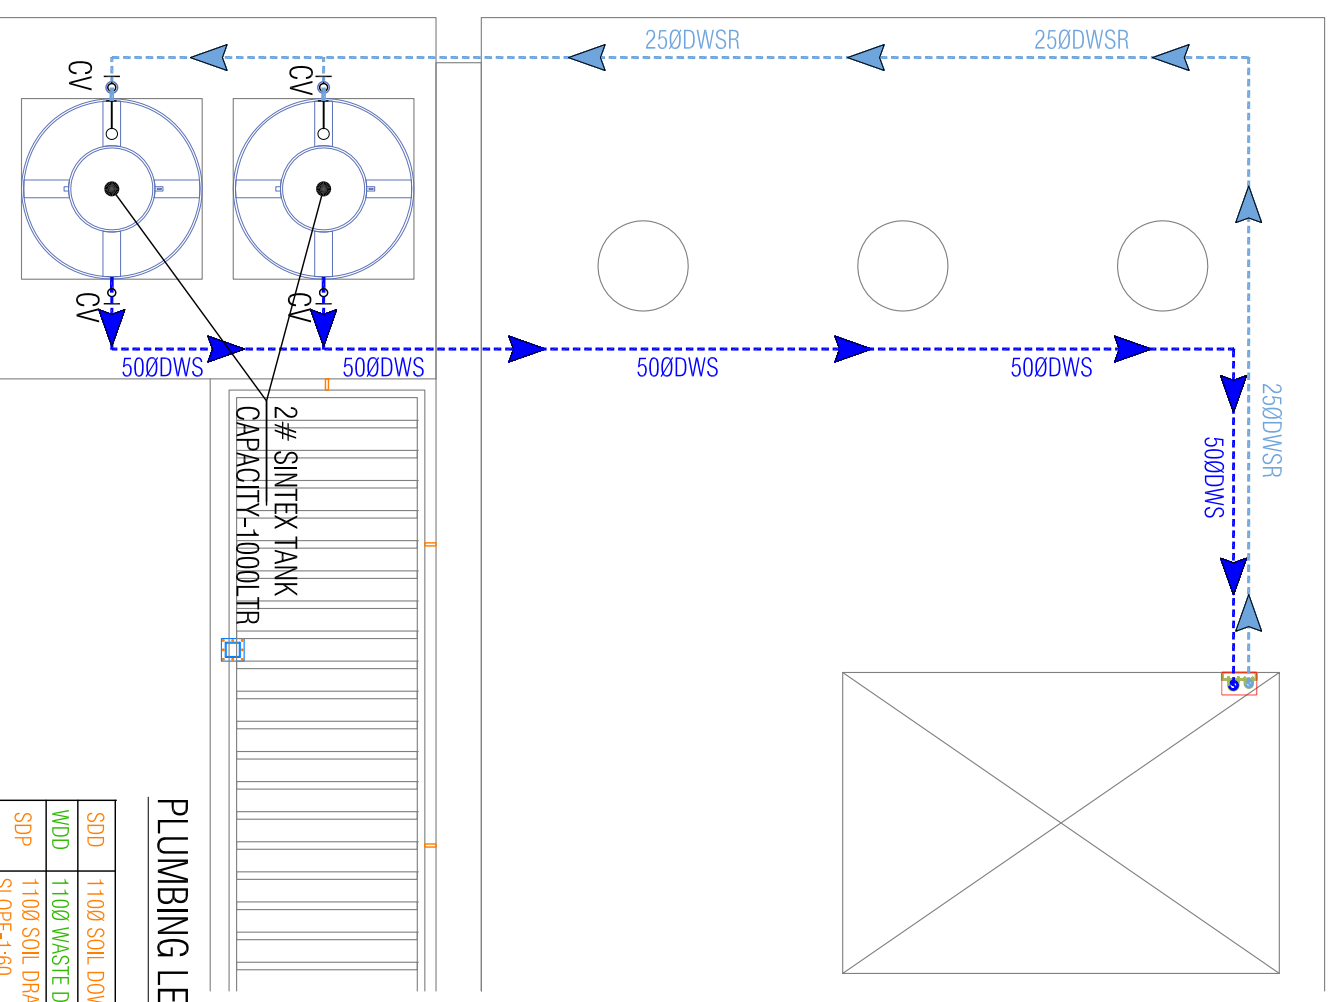 25ØDWSR
25ØDWSR
CV
CV
CV
CV
50ØDWS
50ØDWS
50ØDWS
50ØDWS
25ØDWSR
50ØDWS
2# SINTEX TANK
CAPACITY-1000LTR
PLUMBING LE
SDD 110Ø SOIL DOW
WDD 110Ø WASTE D
SDP 110Ø SOIL DRA
SLOPE-1:60